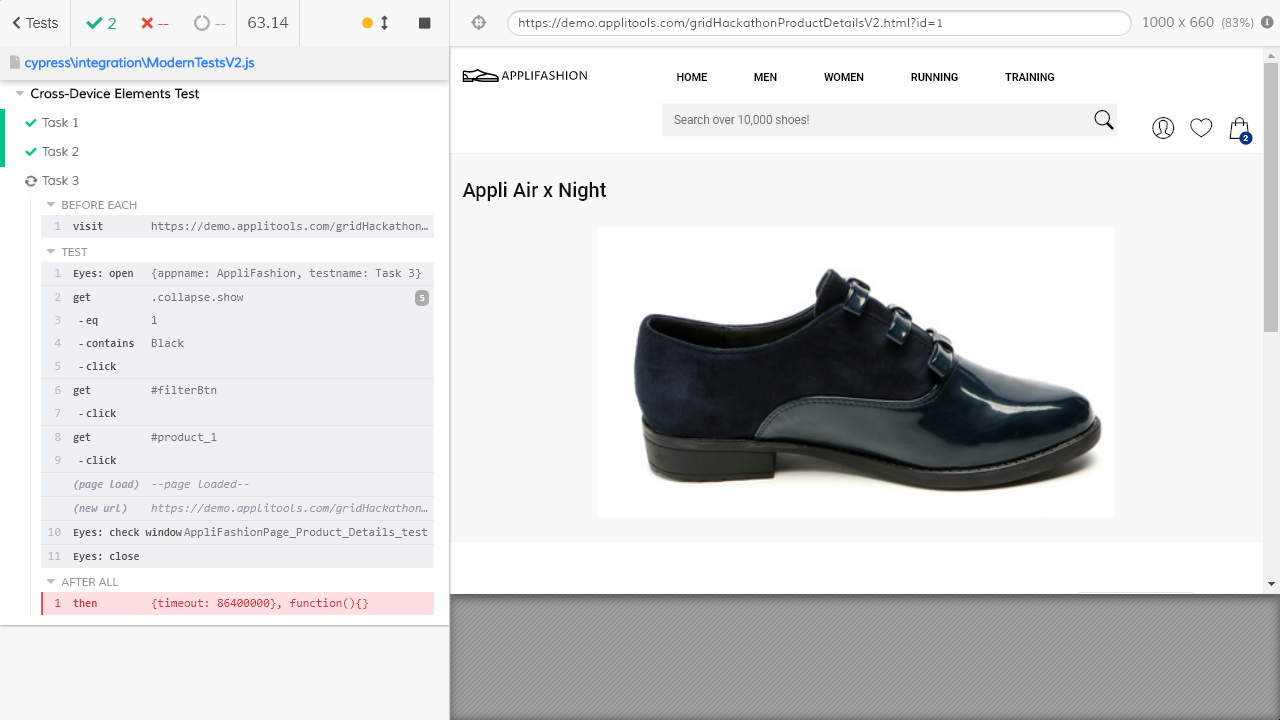 Tests
2
--
--
63.14
cypress\integration\ModernTestsV2.js
Cross-Device Elements Test
Task 1
Task 2
Task 3
BEFORE EACH
1 visit https://demo.applitools.com/gridHackathon…
TEST
1 Eyes: open {appname: AppliFashion, testname: Task 3}
2 get .collapse.show 5
3 -eq 1
4 -contains Black
5 -click
6 get #filterBtn
7 -click
8 get #product_1
9 -click
(page load) --page loaded--
(new url) https://demo.applitools.com/gridHackathon…
10 Eyes: check window AppliFashionPage_Product_Details_test
11 Eyes: close
AFTER ALL
1 then {timeout: 86400000}, function(){}
https://demo.applitools.com/gridHackathonProductDetailsV2.html?id=1
1000 x 660 (83%)
APPLIFASHION
HOME MEN WOMEN RUNNING TRAINING
Search over 10,000 shoes!
2
Appli Air x Night